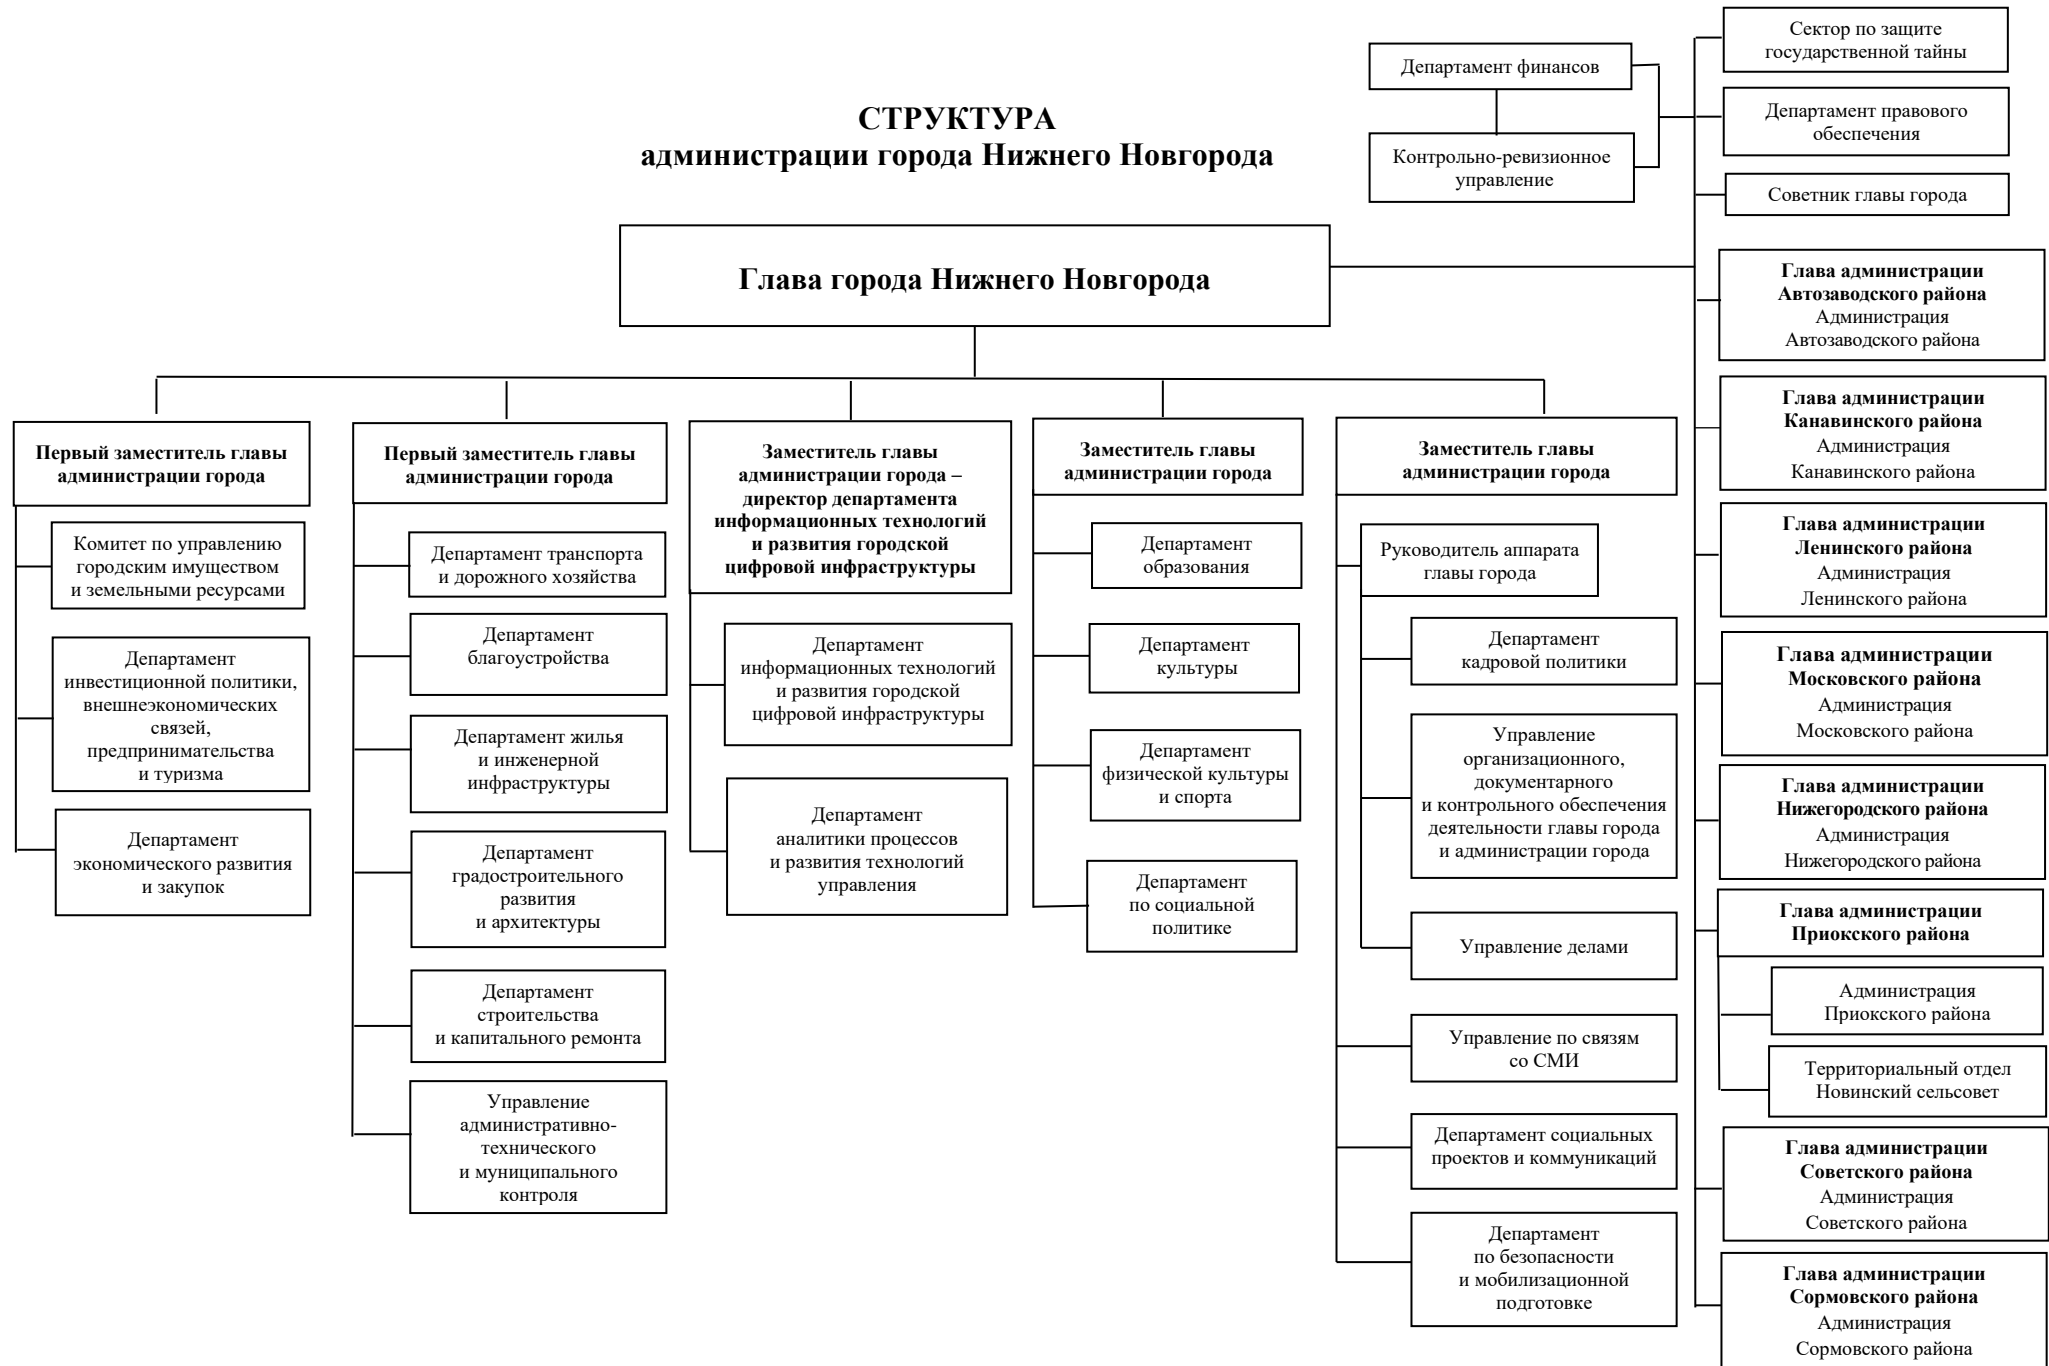 СТРУКТУРА
администрации города Нижнего Новгорода
Департамент финансов
Контрольно-ревизионное
управление
Сектор по защите
государственной тайны
Департамент правового
обеспечения
Советник главы города
Глава города Нижнего Новгорода
Первый заместитель главы
администрации города
Комитет по управлению
городским имуществом
и земельными ресурсами
Департамент
инвестиционной политики,
внешнеэкономических
связей,
предпринимательства
и туризма
Департамент
экономического развития
и закупок
Первый заместитель главы
администрации города
Департамент транспорта
и дорожного хозяйства
Департамент
благоустройства
Департамент жилья
и инженерной
инфраструктуры
Департамент
градостроительного
развития
и архитектуры
Департамент
строительства
и капитального ремонта
Управление
административно-
технического
и муниципального
контроля
Заместитель главы
администрации города –
директор департамента
информационных технологий
и развития городской
цифровой инфраструктуры
Департамент
информационных технологий
и развития городской
цифровой инфраструктуры
Департамент
аналитики процессов
и развития технологий
управления
Заместитель главы
администрации города
Департамент
образования
Департамент
культуры
Департамент
физической культуры
и спорта
Департамент
по социальной
политике
Заместитель главы
администрации города
Руководитель аппарата
главы города
Департамент
кадровой политики
Управление
организационного,
документарного
и контрольного обеспечения
деятельности главы города
и администрации города
Управление делами
Управление по связям
со СМИ
Департамент социальных
проектов и коммуникаций
Департамент
по безопасности
и мобилизационной
подготовке
Глава администрации
Автозаводского района
Администрация
Автозаводского района
Глава администрации
Канавинского района
Администрация
Канавинского района
Глава администрации
Ленинского района
Администрация
Ленинского района
Глава администрации
Московского района
Администрация
Московского района
Глава администрации
Нижегородского района
Администрация
Нижегородского района
Глава администрации
Приокского района
Администрация
Приокского района
Территориальный отдел
Новинский сельсовет
Глава администрации
Советского района
Администрация
Советского района
Глава администрации
Сормовского района
Администрация
Сормовского района